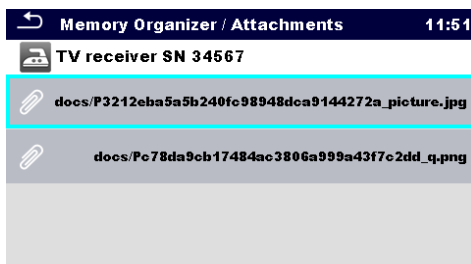 Memory Organizer / Attachments 11:51
TV receiver SN 34567
docs/P3212eba5a5b240fc98948dca9144272a_picture.jpg
docs/Pc78da9cb17484ac3806a999a43f7c2dd_q.png